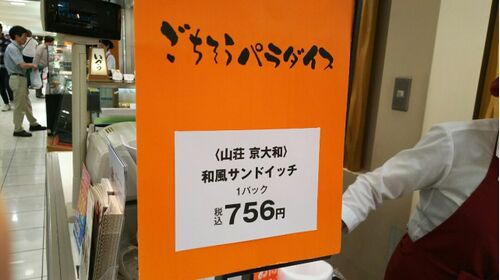 ごちそうパラダイス
〈山荘 京大和〉
和風サンドイッチ
1パック
税込756円